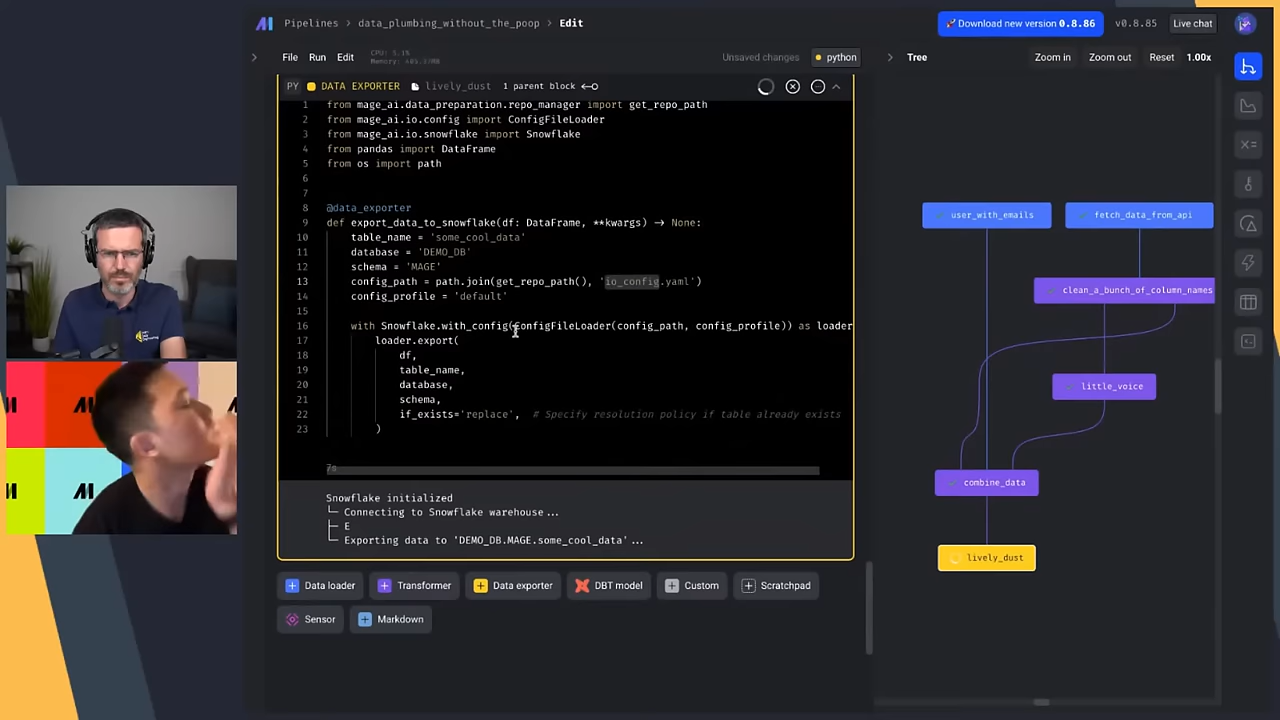 Pipelines > data_plumbing_without_the_poop > Edit
Download new version 0.8.86
v0.8.85
Live chat
File Run Edit
CPU: 5.1%
Unsaved changes
python
Tree
Zoom in Zoom out Reset 1.00x
PY DATA EXPORTER lively_dust 1 parent block
1 from mage_ai.data_preparation.repo_manager import get_repo_path
2 from mage_ai.io.config import ConfigFileLoader
3 from mage_ai.io.snowflake import Snowflake
4 from pandas import DataFrame
5 from os import path
6
7
8 @data_exporter
9 def export_data_to_snowflake(df: DataFrame, **kwargs) → None:
10 table_name = 'some_cool_data'
11 database = 'DEMO_DB'
12 schema = 'MAGE'
13 config_path = path.join(get_repo_path(), 'io_config.yaml')
14 config_profile = 'default'
15
16 with Snowflake.with_config(ConfigFileLoader(config_path, config_profile)) as loader
17 loader.export(
18 df,
19 table_name,
20 database,
21 schema,
22 if_exists='replace', # Specify resolution policy if table already exists
23 )
7s
Snowflake initialized
└─ Connecting to Snowflake warehouse...
├─ E
└─ Exporting data to 'DEMO_DB.MAGE.some_cool_data'...
Data loader
Transformer
Data exporter
DBT model
Custom
Scratchpad
Sensor
Markdown
user_with_emails
fetch_data_from_api
clean_a_bunch_of_column_names
little_voice
combine_data
lively_dust